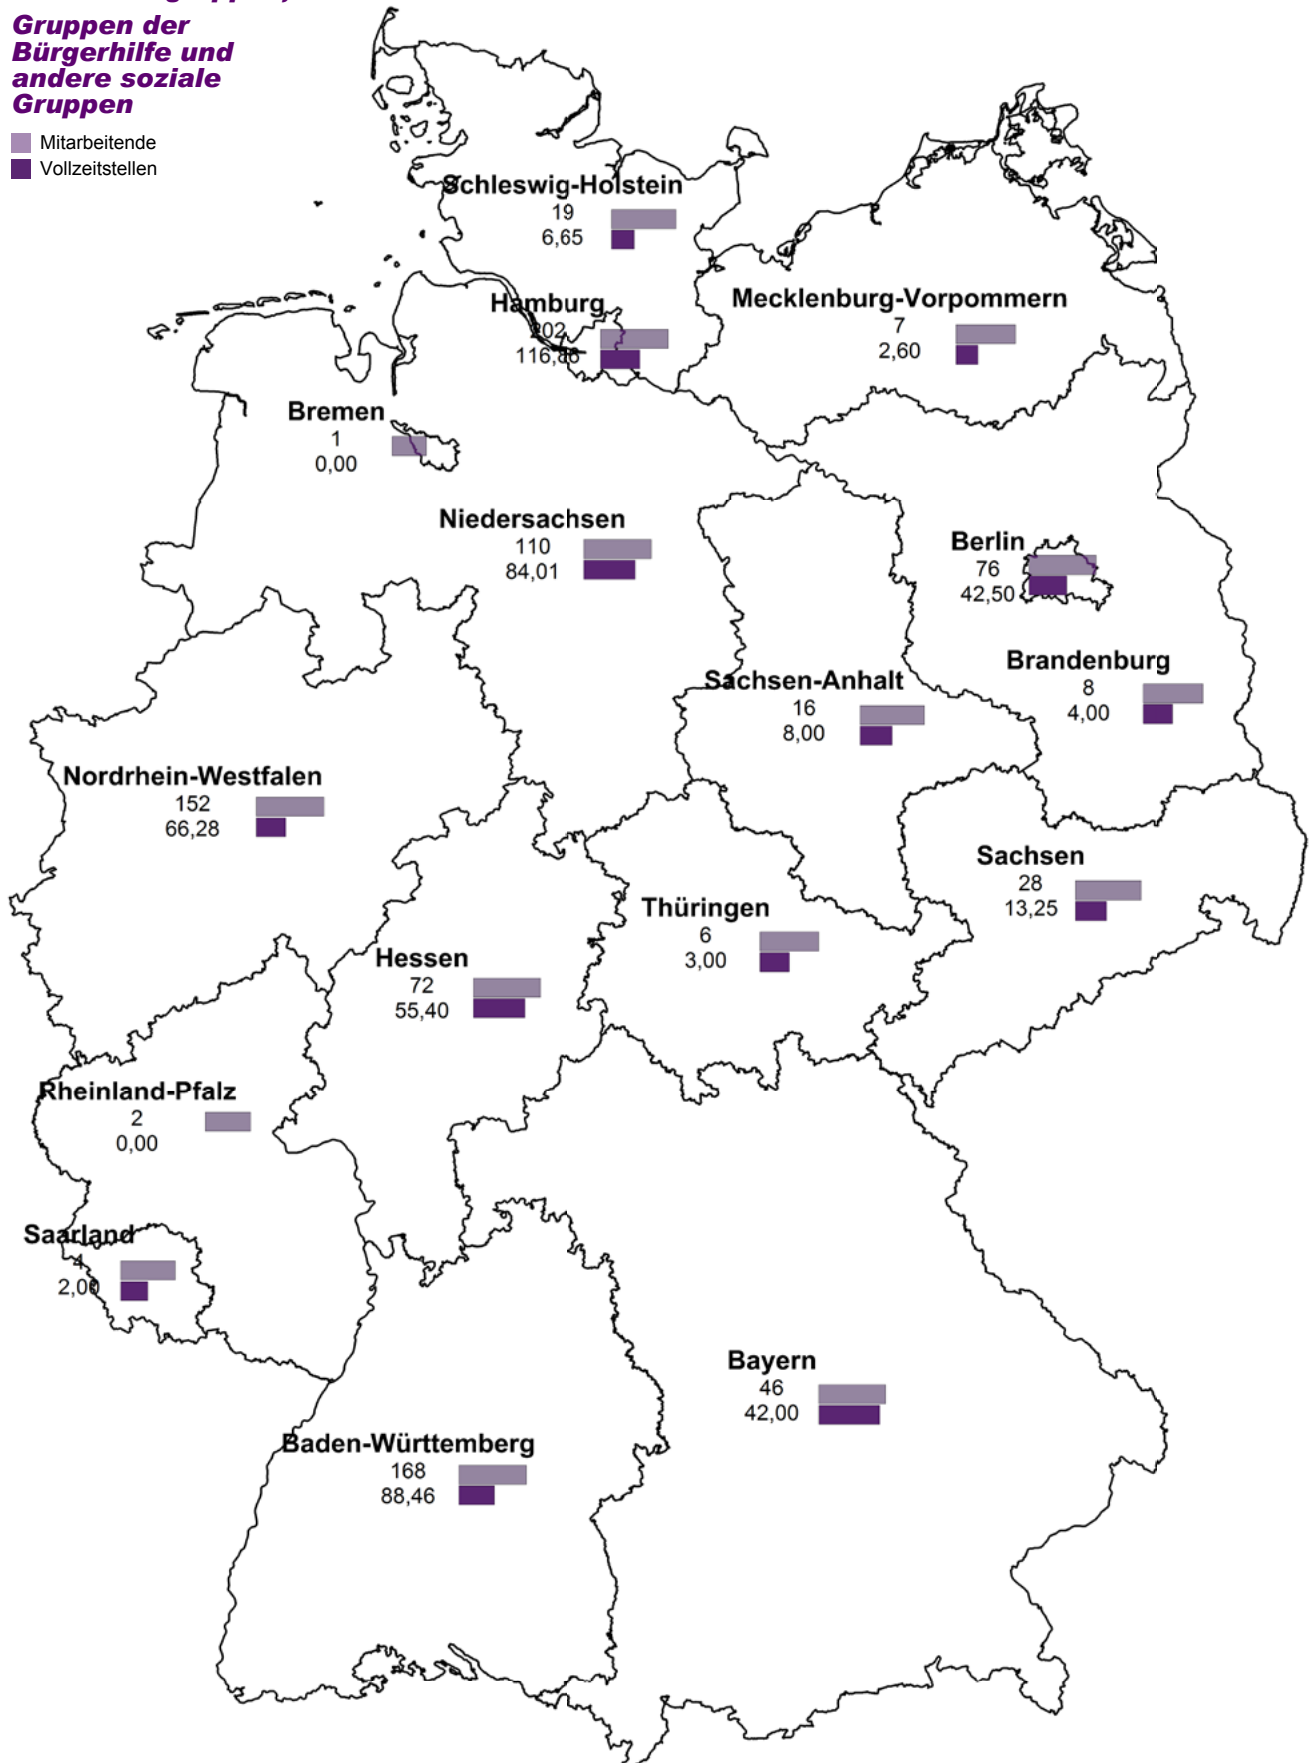 Gruppen der
Bürgerhilfe und
andere soziale
Gruppen
Mitarbeitende
Vollzeitstellen
Schleswig-Holstein
19
6,65
Hamburg
202
Mecklenburg-Vorpommern
7
2,60
Bremen
1
0,00
Niedersachsen
110
84,01
Berlin
76
42,50
Brandenburg
8
4,00
Sachsen-Anhalt
16
8,00
Nordrhein-Westfalen
152
66,28
Sachsen
28
13,25
Thüringen
6
3,00
Hessen
72
55,40
Rheinland-Pfalz
2
0,00
Saarland
4
2,00
Bayern
46
42,00
Baden-Württemberg
168
88,46